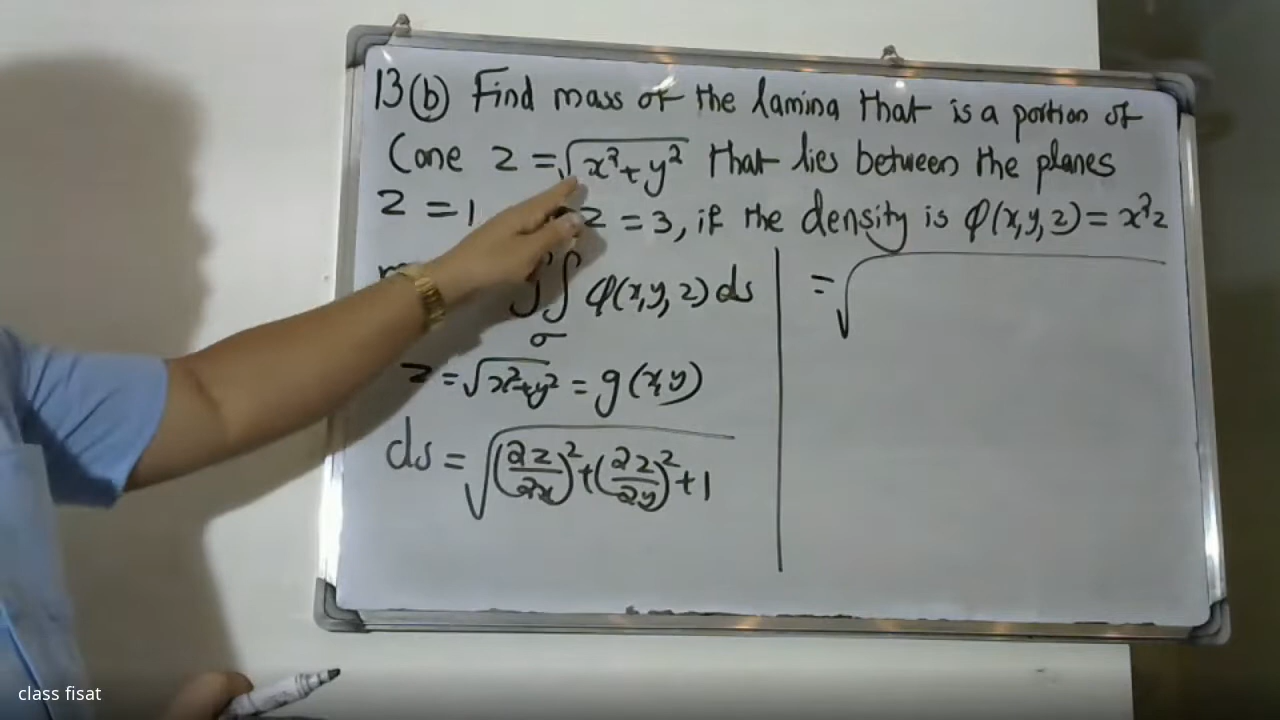 13(b) Find mass of the lamina that is a portion of
Cone z = √x²+y² that lies between the planes
z = 1 z = 3, if the density is φ(x,y,z) = x²z
∫∫ φ(x,y,z) ds
σ
z = √x²+y² = g(x,y)
ds = √(∂z/∂x)² + (∂z/∂y)² + 1
= √
class fisat